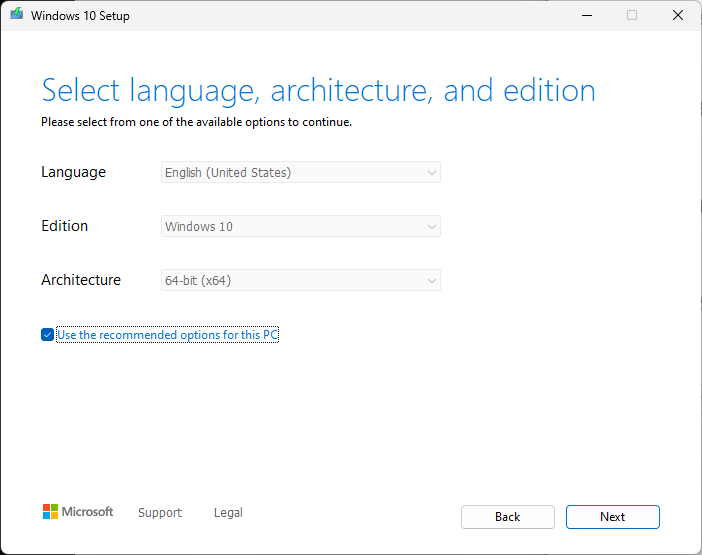 Windows 10 Setup
Select language, architecture, and edition
Please select from one of the available options to continue.
Language English (United States)
Edition Windows 10
Architecture 64-bit (x64)
Use the recommended options for this PC
Microsoft Support Legal Back Next